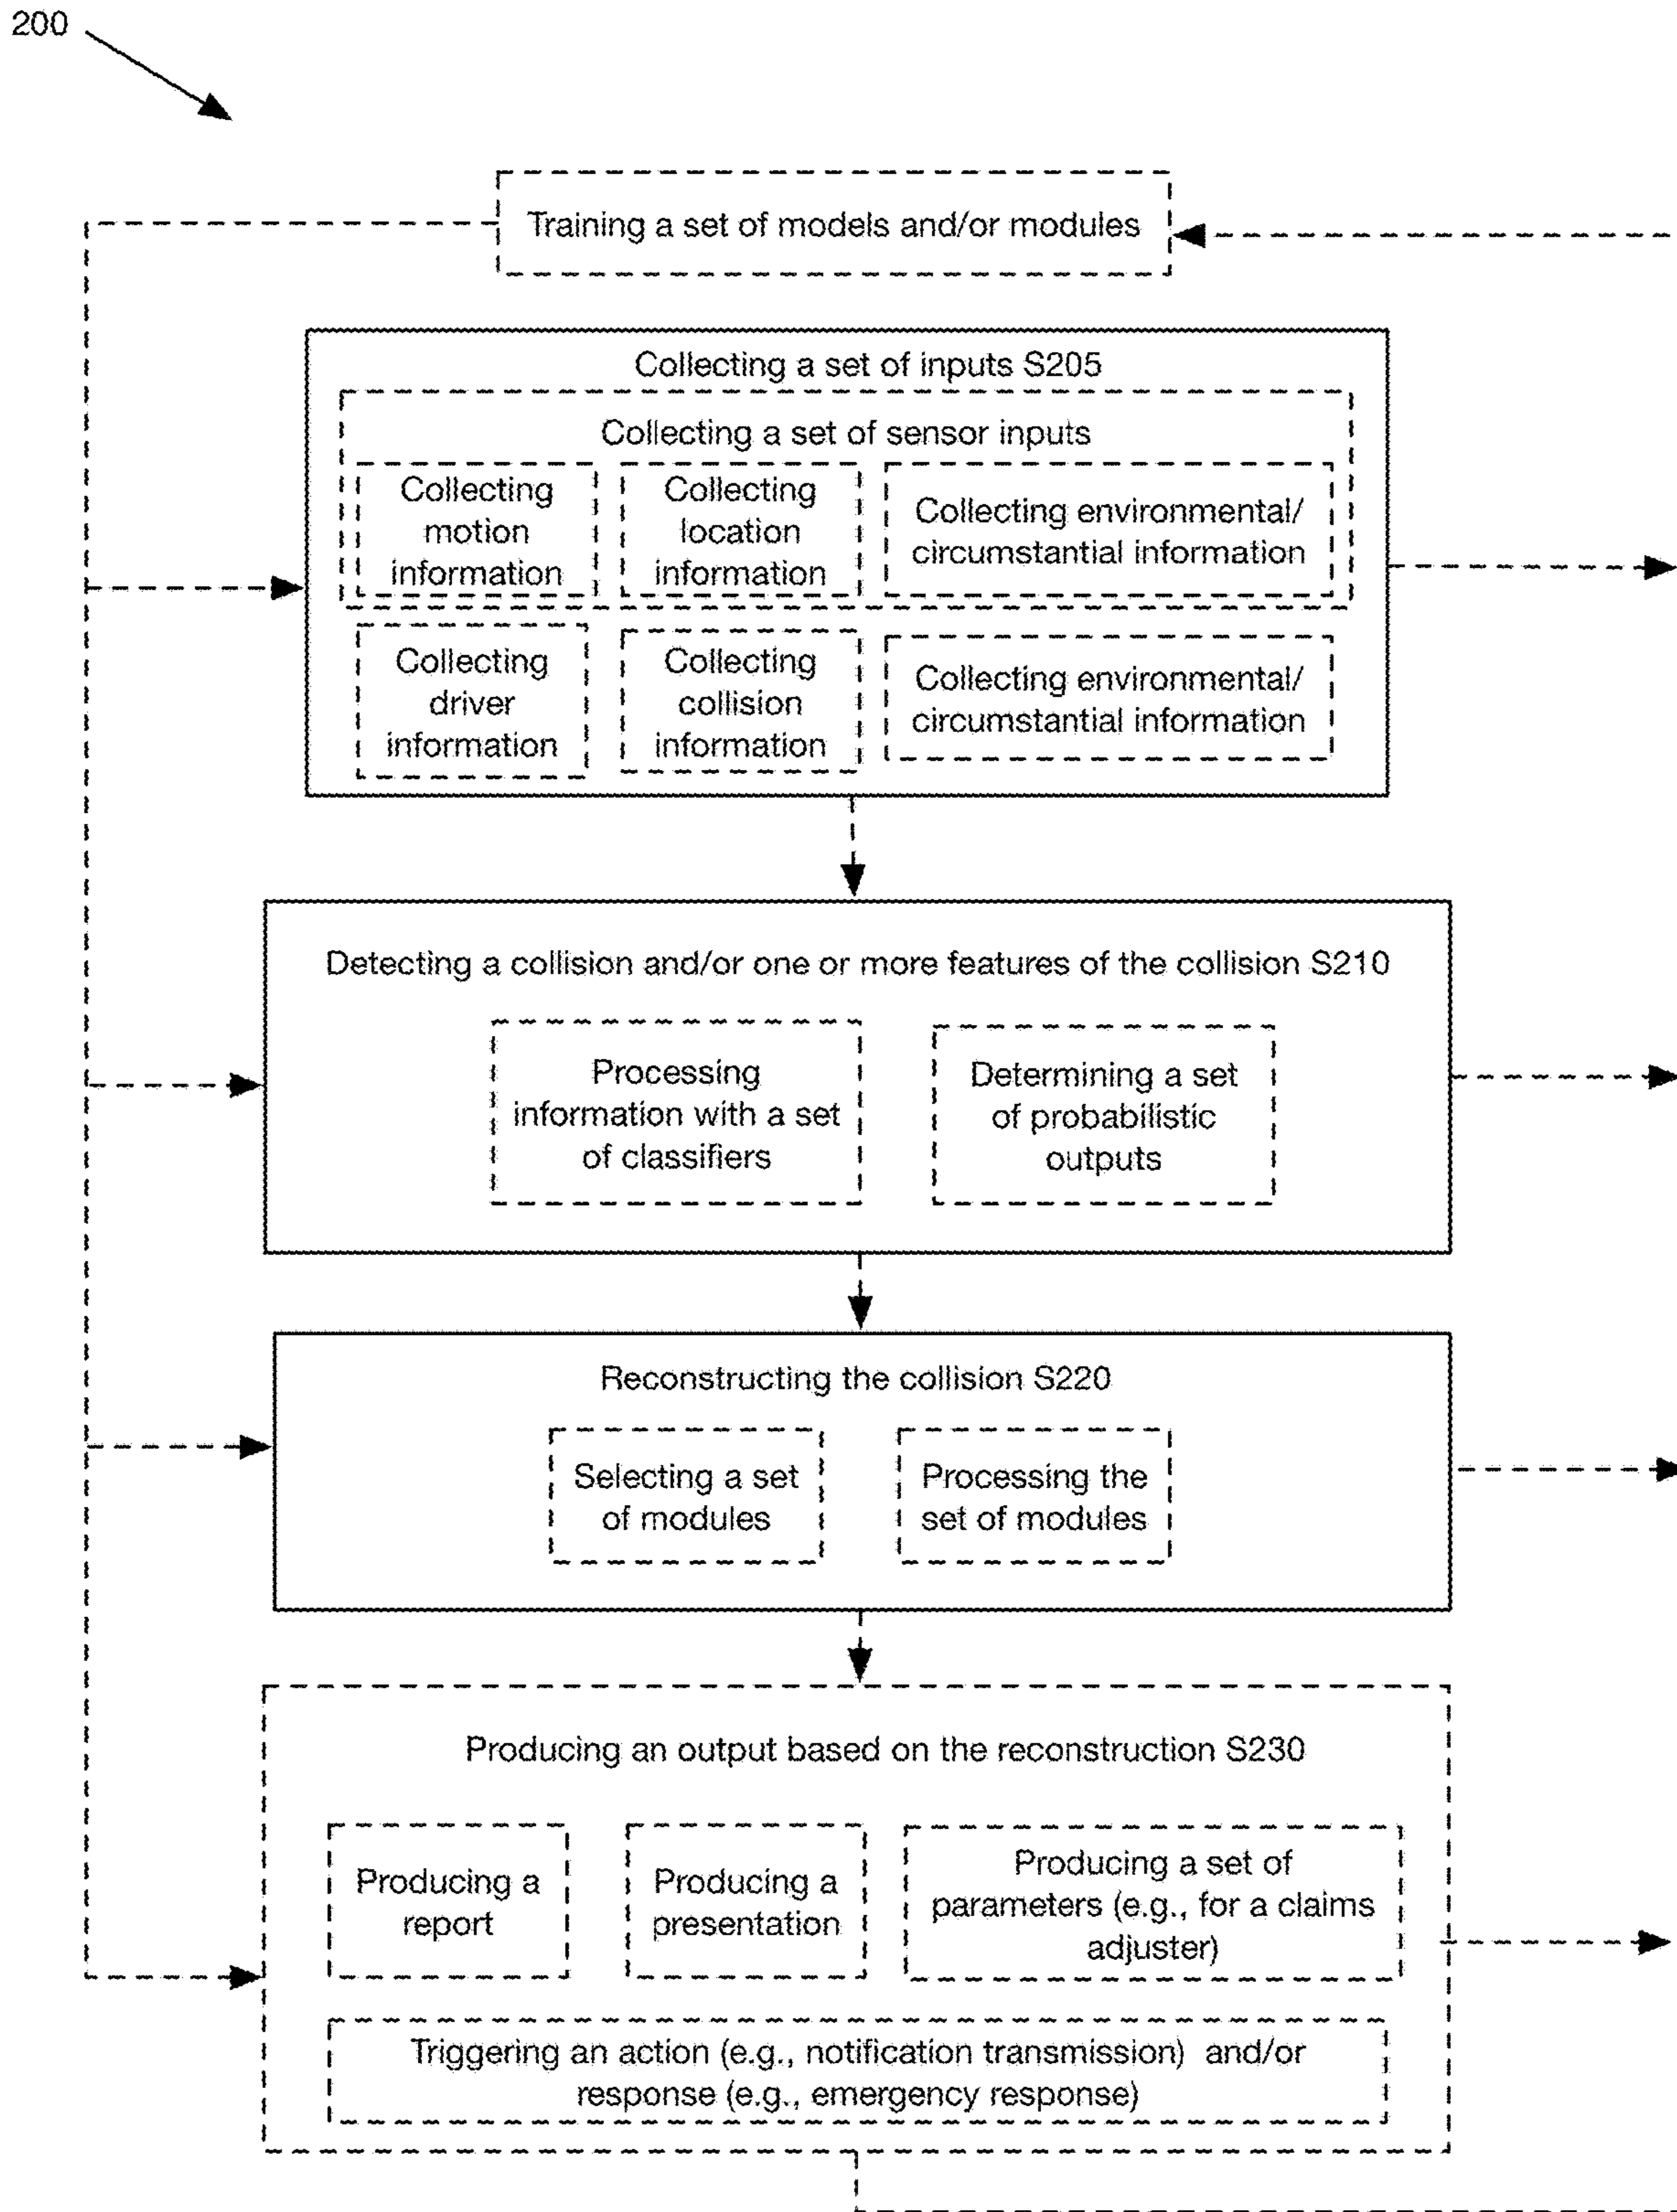 200
Training a set of models and/or modules
Collecting a set of inputs S205
Collecting a set of sensor inputs
Collecting
motion
information
Collecting
location
information
Collecting environmental/
circumstantial information
Collecting
driver
information
Collecting
collision
information
Collecting environmental/
circumstantial information
Detecting a collision and/or one or more features of the collision S210
Processing
information with a set
of classifiers
Determining a set
of probabilistic
outputs
Reconstructing the collision S220
Selecting a set
of modules
Processing the
set of modules
Producing an output based on the reconstruction S230
Producing a
report
Producing a
presentation
Producing a set of
parameters (e.g., for a claims
adjuster)
Triggering an action (e.g., notification transmission) and/or
response (e.g., emergency response)